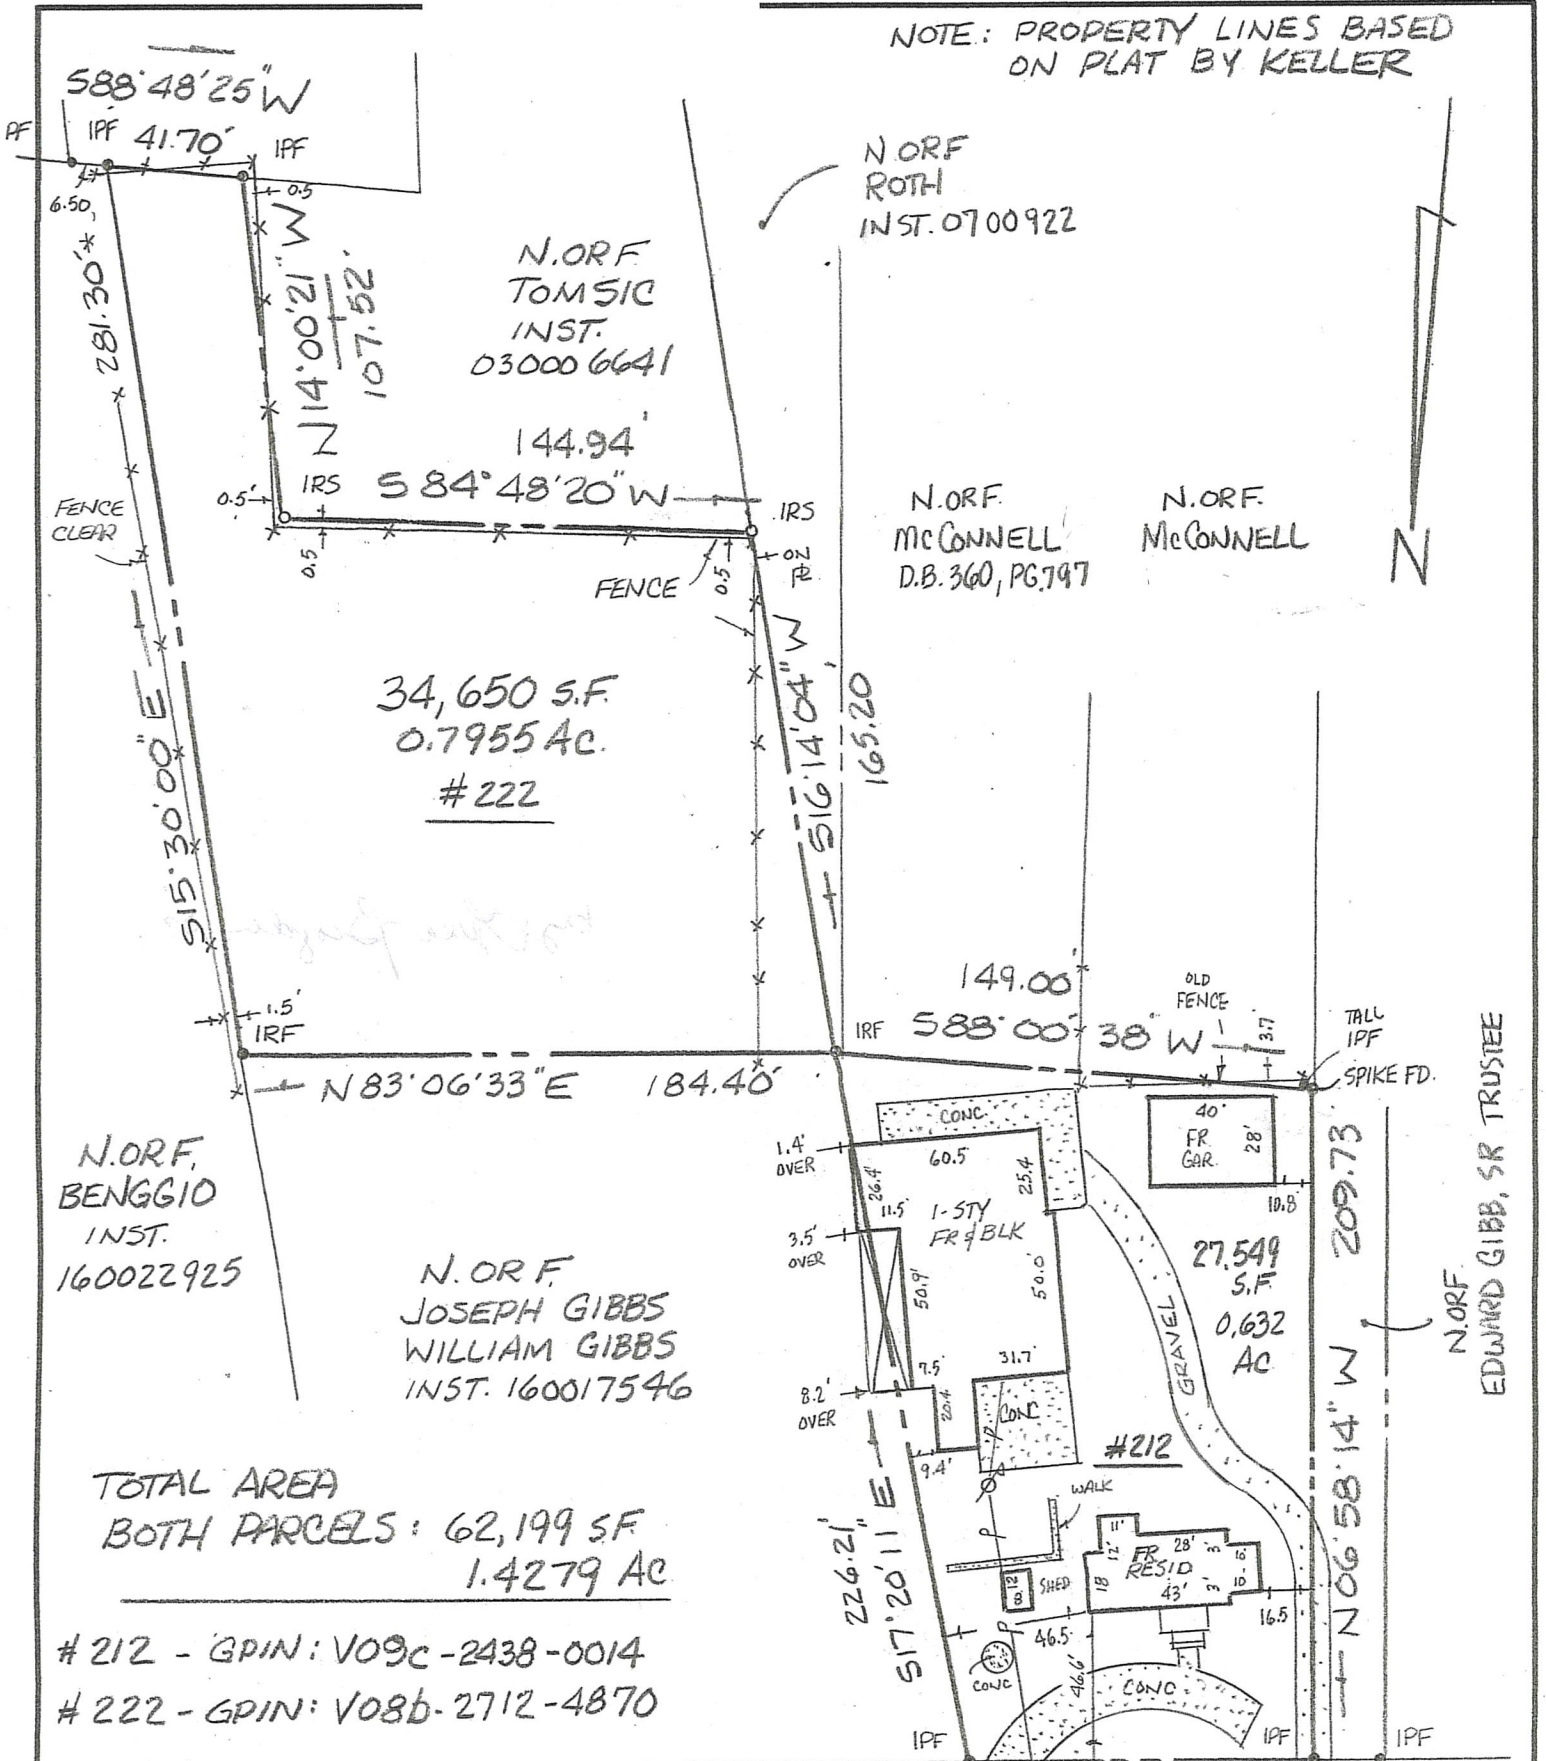 NOTE: PROPERTY LINES BASED
ON PLAT BY KELLER
S88°48'25"W
PF
IPF
41.70'
IPF
6.50
0.5
281.30'*
N14°00'21"W
107.52'
N.ORF
TOMSIC
INST.
030006641
N.ORF
ROTH
INST.0700922
144.94'
S84°48'20"W
IRS
0.5'
0.5
IRS
FENCE
CLEAR
FENCE
0.5
ON
PL
N.ORF.
McCONNELL
D.B.360, PG.797
N.ORF.
McCONNELL
N
34,650 S.F.
0.7955 AC.
#222
S16°14'04"W
165.20'
S15°30'00"E
1.5'
IRF
N83°06'33"E
184.40'
149.00'
IRF
S88°00'38"W
OLD
FENCE
3.7
TALL
IPF
SPIKE FD.
N.ORF.
BENGGIO
INST.
160022925
N.ORF.
JOSEPH GIBBS
WILLIAM GIBBS
INST. 160017546
CONC.
1.4'
OVER
60.5'
26.4'
25.4
11.5'
1-STY
FR & BLK
3.5'
OVER
50.9'
50.0'
7.5'
31.7'
8.2'
OVER
20.4
CONC
9.4'
40'
FR.
GAR.
28'
10.8'
27,549
S.F.
0.632
AC
GRAVEL
#212
209.73'
N06°58'14"W
N.ORF.
EDWARD GIBB, SR TRUSTEE
WALK
TOTAL AREA
BOTH PARCELS: 62,199 S.F.
1.4279 AC
226.21'
S17°20'11"E
11'
12'
28'
3'
FR
RESID.
18
43'
3'
10
12
8
SHED
16.5
46.5
46.6'
CONC
CONC
#212 - GPIN: V09c-2438-0014
#222 - GPIN: V08b-2712-4870
IPF
IPF
IPF